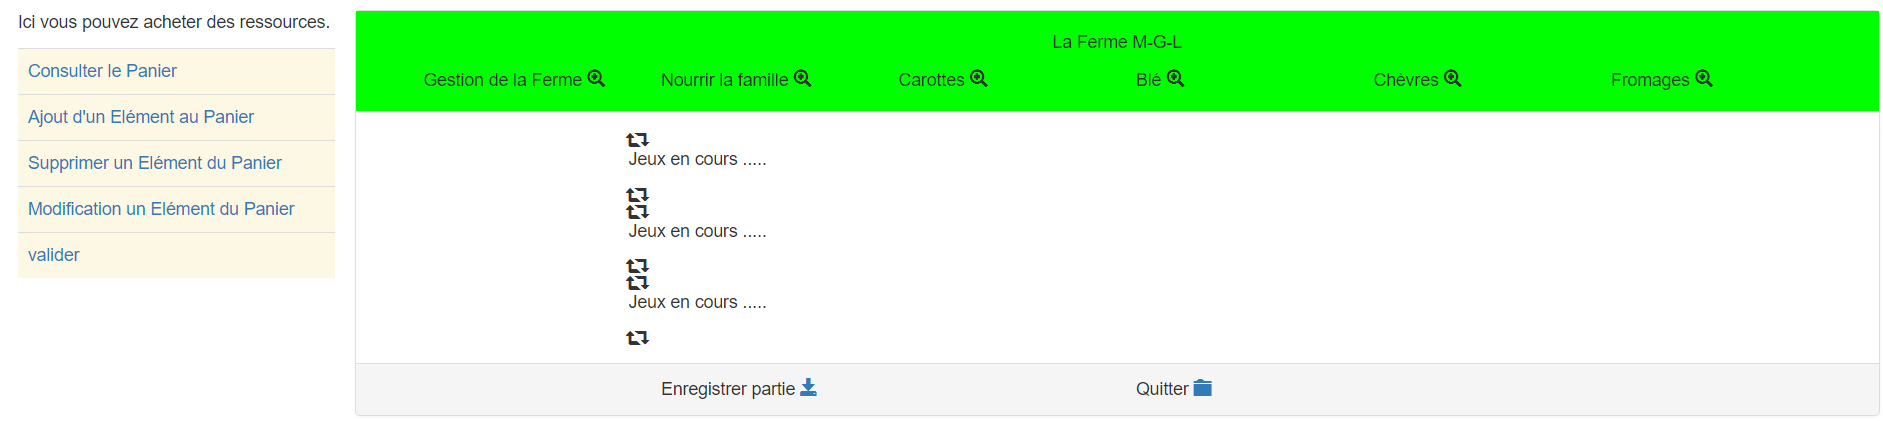 Ici vous pouvez acheter des ressources.
Consulter le Panier
Ajout d'un Elément au Panier
Supprimer un Elément du Panier
Modification un Elément du Panier
valider
La Ferme M-G-L
Gestion de la Ferme Nourrir la famille Carottes Blé Chèvres Fromages
Jeux en cours .....
Jeux en cours .....
Jeux en cours .....
Enregistrer partie Quitter